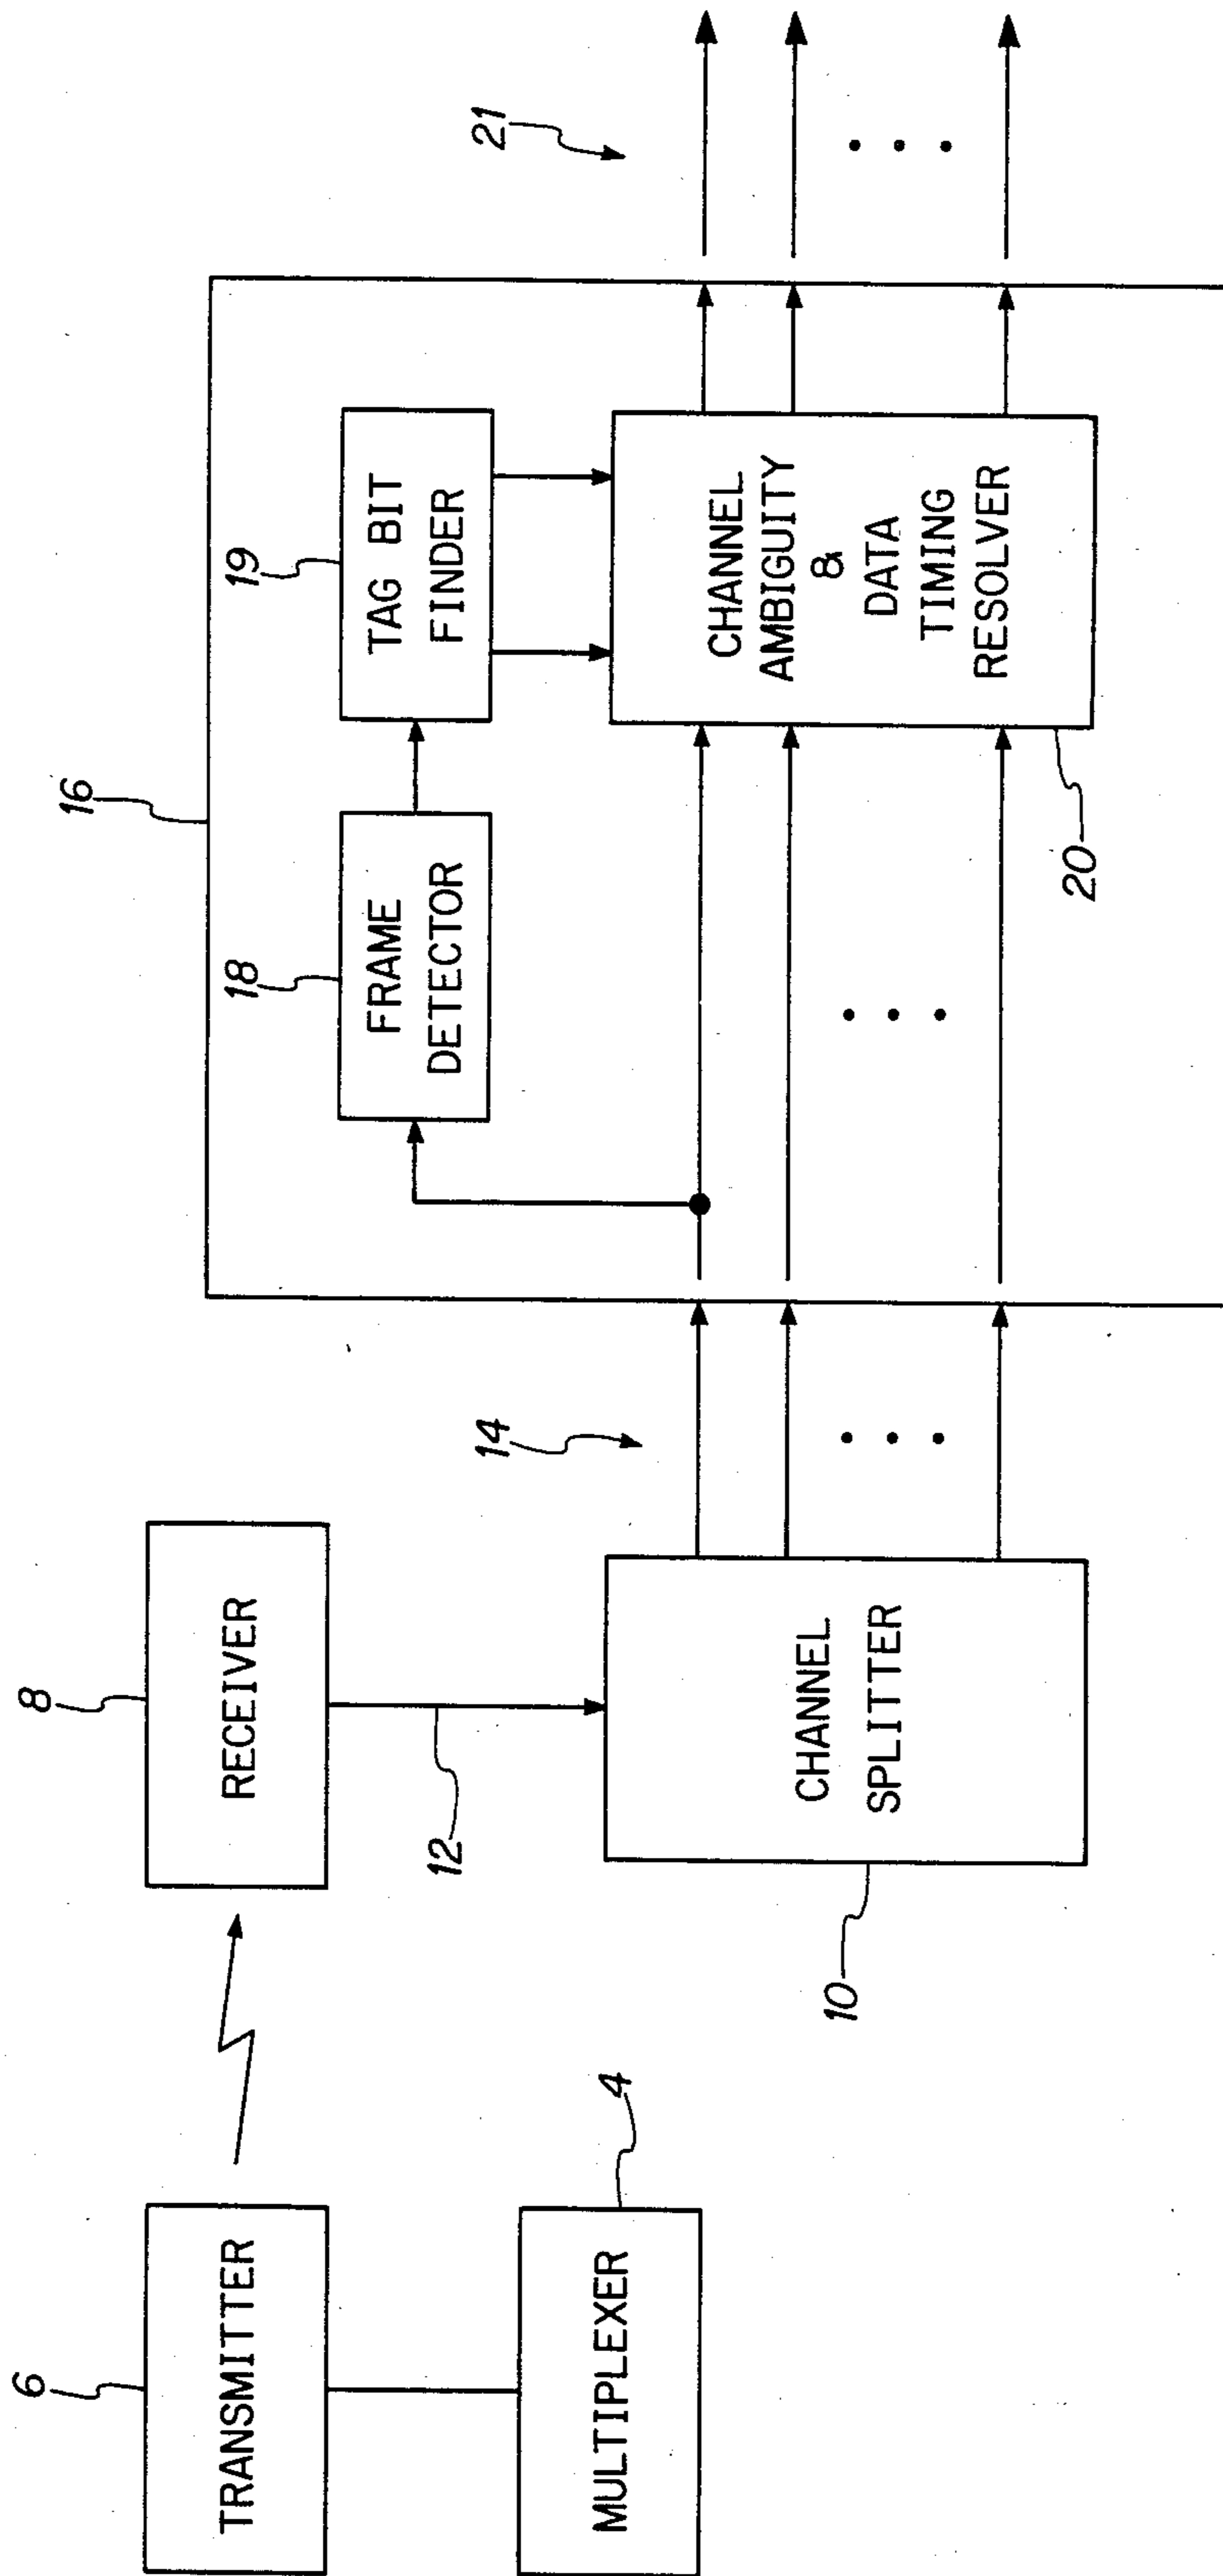 6
TRANSMITTER
4
MULTIPLEXER
8
RECEIVER
12
10
CHANNEL
SPLITTER
14
16
18
FRAME
DETECTOR
19
TAG BIT
FINDER
CHANNEL
AMBIGUITY
&
DATA
TIMING
RESOLVER
20
21